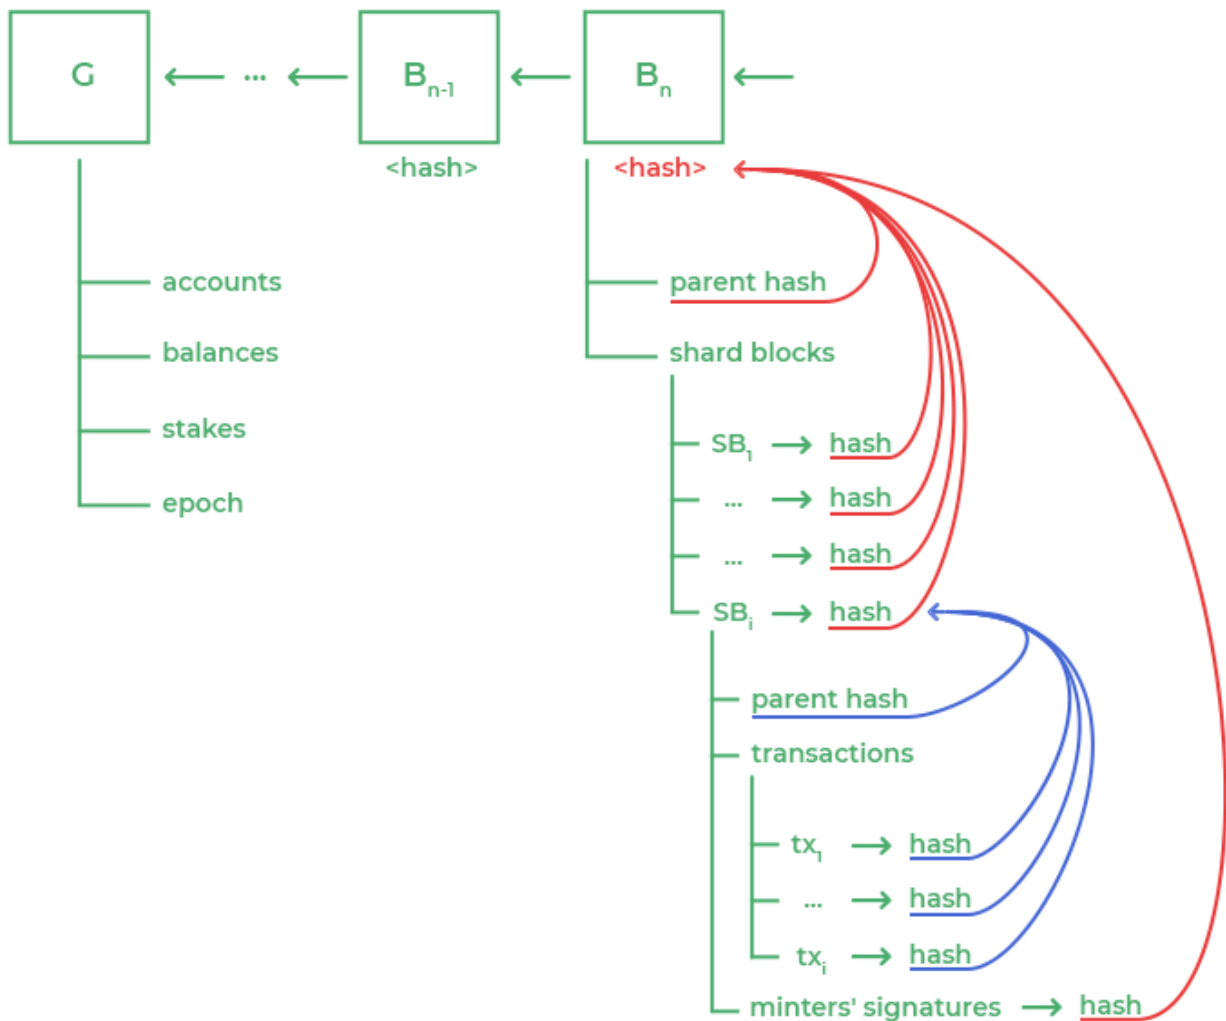 G ... Bn-1 Bn
<hash> <hash>
accounts
balances
stakes
epoch
parent hash
shard blocks
SB1 hash
... hash
... hash
SBi hash
parent hash
transactions
tx1 hash
... hash
txi hash
minters' signatures hash